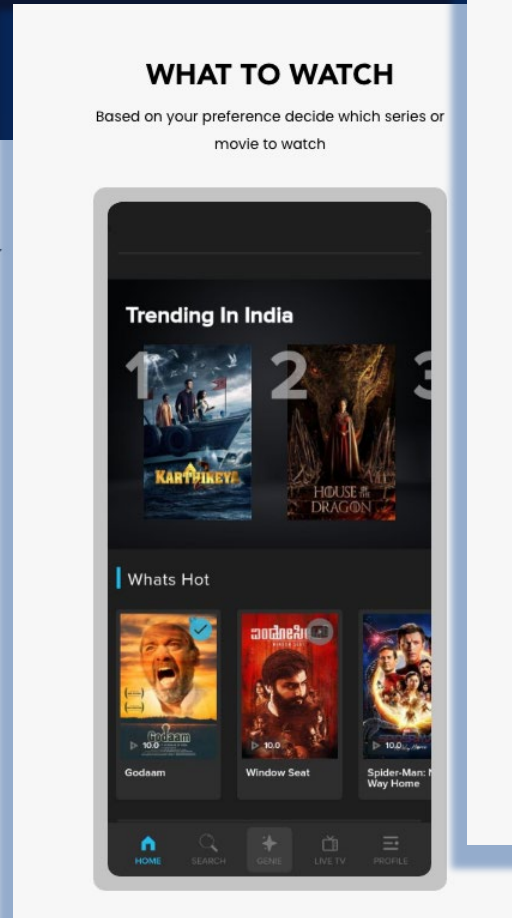 WHAT TO WATCH
Based on your preference decide which series or
movie to watch
Trending In India
1
2
3
KARTHIKEYA
HOUSE OF THE
DRAGON
Whats Hot
Godaam
10.0
10.0
10.0
Godaam
Window Seat
Spider-Man: N
Way Home
HOME
SEARCH
GENIE
LIVE TV
PROFILE